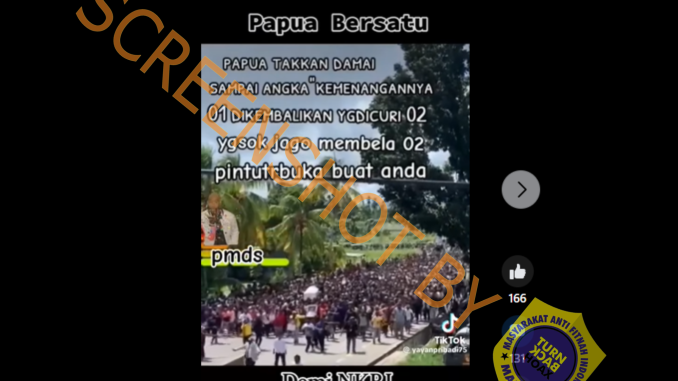 Papua Bersatu
PAPUA TAKKAN DAMAI
SAMPAI ANGKA"KEMENANGANNYA
01 DIKEMBALIKAN YGDICURI 02
ygsok jago membela 02
pintutrbuka buat anda
pmds
SCREENSHOT BY
166
TikTok
@yayanpribadi75
MASYARAKAT ANTI FITNAH INDO
TURN
BACK
HOAX
131
Demi NKRI